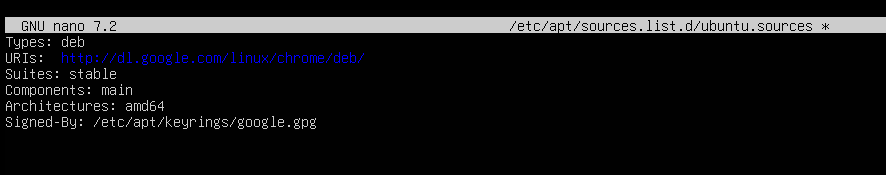 GNU nano 7.2 /etc/apt/sources.list.d/ubuntu.sources *
Types: deb
URIs: http://dl.google.com/linux/chrome/deb/
Suites: stable
Components: main
Architectures: amd64
Signed-By: /etc/apt/keyrings/google.gpg